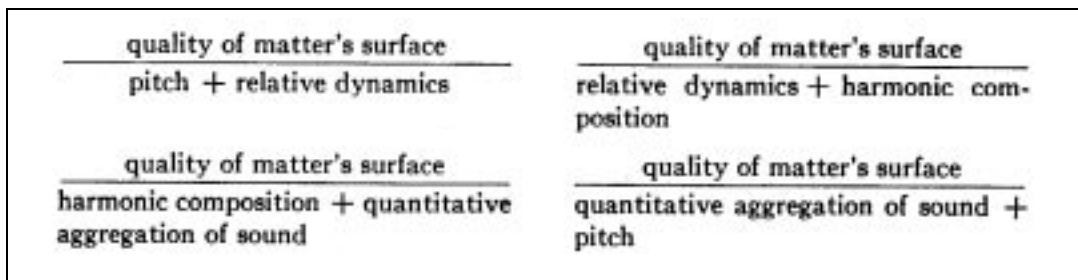 quality of matter's surface
pitch + relative dynamics
quality of matter's surface
relative dynamics + harmonic com-
position
quality of matter's surface
harmonic composition + quantitative
aggregation of sound
quality of matter's surface
quantitative aggregation of sound +
pitch